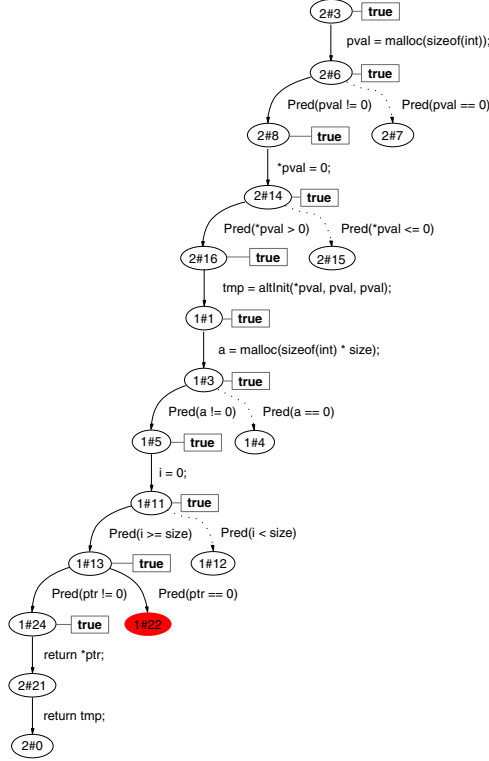 2#3 true
pval = malloc(sizeof(int));
2#6 true
Pred(pval != 0) Pred(pval == 0)
2#8 true 2#7
*pval = 0;
2#14 true
Pred(*pval > 0) Pred(*pval <= 0)
2#16 true 2#15
tmp = altInit(*pval, pval, pval);
1#1 true
a = malloc(sizeof(int) * size);
1#3 true
Pred(a != 0) Pred(a == 0)
1#5 true 1#4
i = 0;
1#11 true
Pred(i >= size) Pred(i < size)
1#13 true 1#12
Pred(ptr != 0) Pred(ptr == 0)
1#24 true 1#22
return *ptr;
2#21
return tmp;
2#0